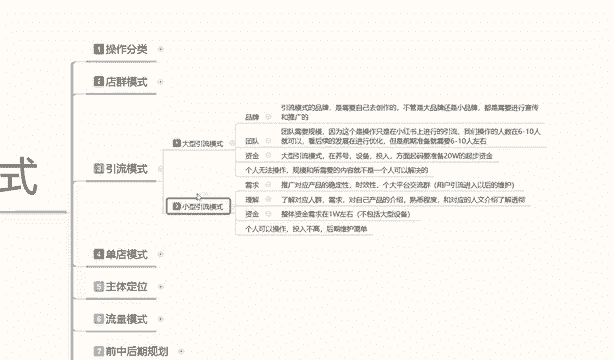 1 操作分类
2 店群模式
引流模式的品牌，是需要自己去创作的，不管是大品牌还是小品牌，都是需要进行宣传
品牌 和推广的
团队需要规模，因为这个是操作只是在小红书上进行的引流，我们操作的人数在6-10人
团队 就可以，看后续的发展在进行优化，但是前期准备就需要6-10人左右
1 大型引流模式
资金 大型引流模式，在养号，设备，投入，方面起码要准备20W的起步资金
个人无法操作，规模和所需要的内容就不是一个人可以解决的
式
3 引流模式
需求 推广对应产品的稳定性，时效性，个大平台交流群（用户引流进入以后的维护）
理解 了解对应人群，需求，对自己产品的介绍，熟悉程度，和对应的人文介绍了解透彻
2 小型引流模式
资金 整体资金需求在1W左右（不包括大型设备）
个人可以操作，投入不高，后期维护简单
4 单店模式
5 主体定位
6 流量模式
7 前中后期规划